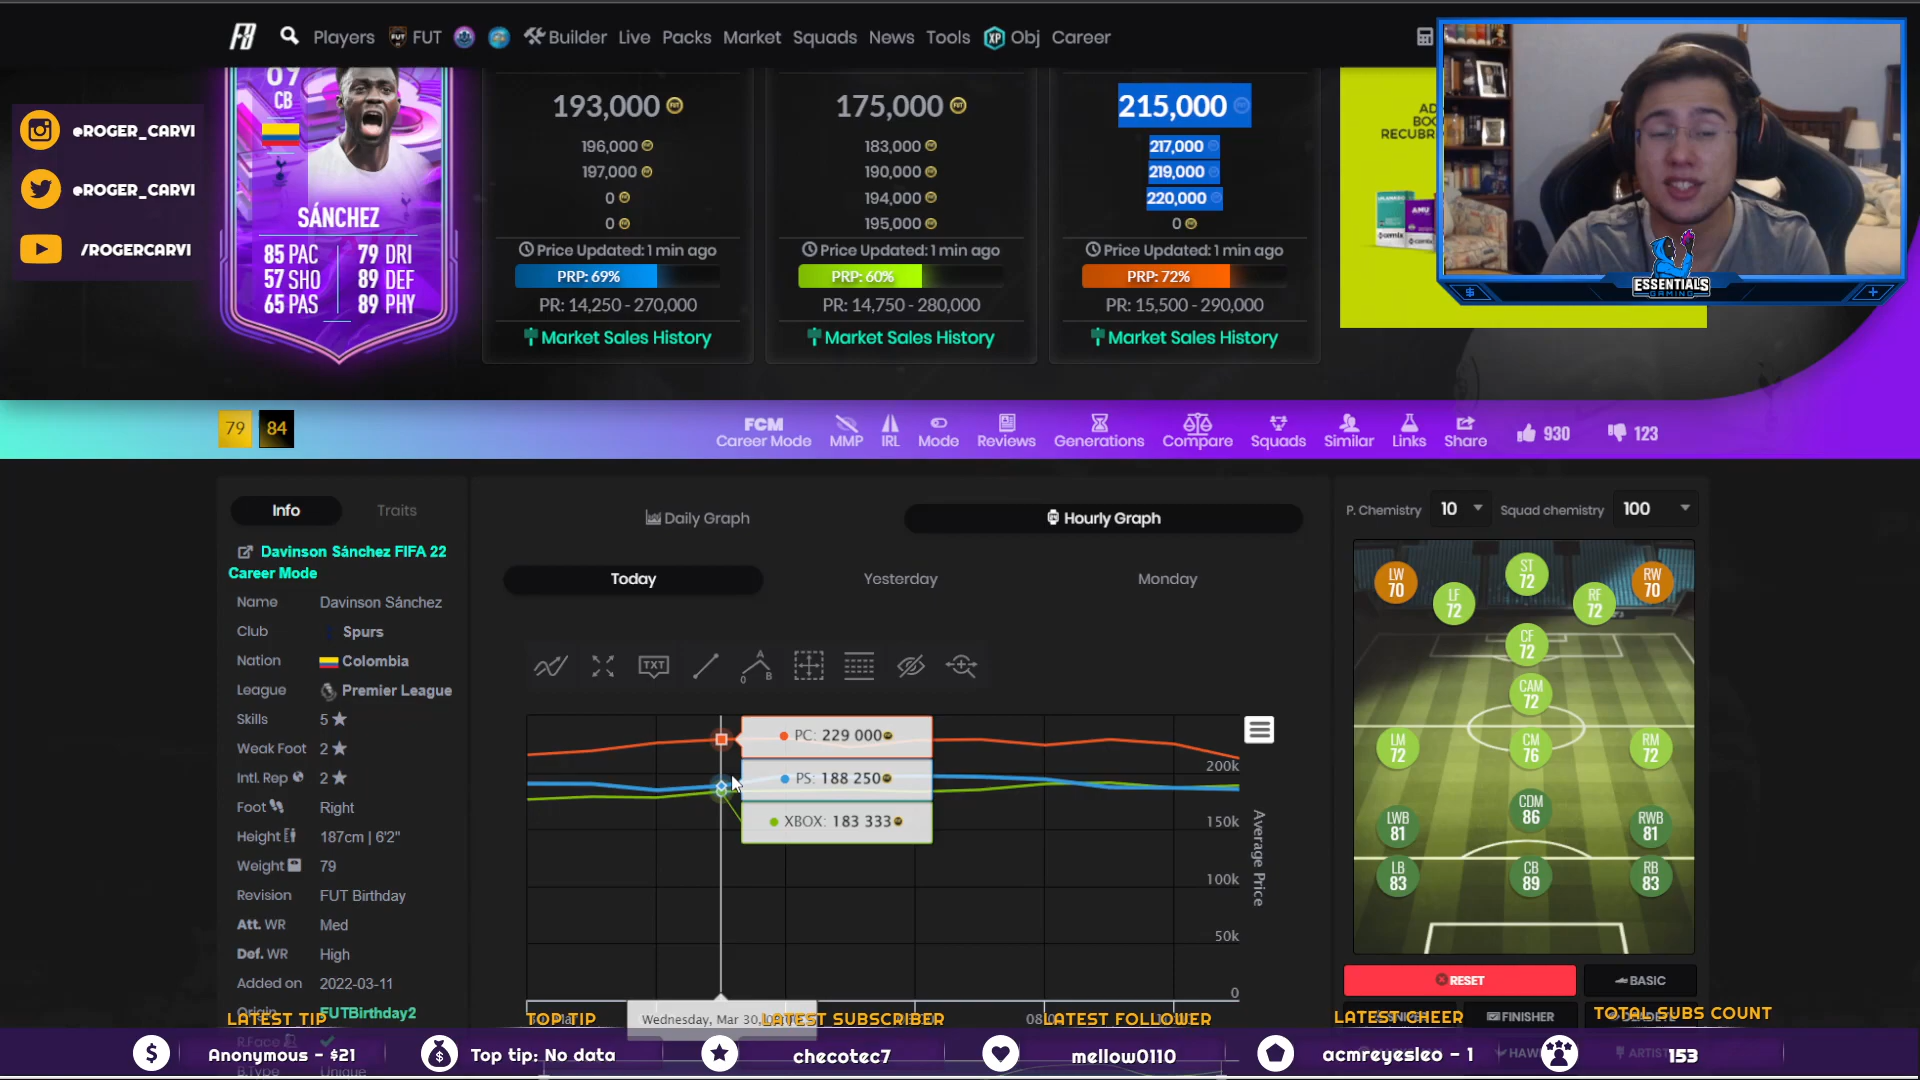 Players FUT Builder Live Packs Market Squads News Tools XP Obj Career
@ROGER_CARVI
@ROGER_CARVI
/ROGERCARVI
CB
SÁNCHEZ
85 PAC 79 DRI
57 SHO 89 DEF
65 PAS 89 PHY
193,000
196,000
197,000
0
0
Price Updated: 1 min ago
PRP: 69%
PR: 14,250 - 270,000
Market Sales History
175,000
183,000
190,000
194,000
195,000
Price Updated: 1 min ago
PRP: 60%
PR: 14,750 - 280,000
Market Sales History
215,000
217,000
219,000
220,000
0
Price Updated: 1 min ago
PRP: 72%
PR: 15,500 - 290,000
Market Sales History
ESSENTIALS
GAMING
79 84
FCM
Career Mode MMP IRL Mode Reviews Generations Compare Squads Similar Links Share 930 123
Info Traits
Davinson Sánchez FIFA 22
Career Mode
Name Davinson Sánchez
Club Spurs
Nation Colombia
League Premier League
Skills 5
Weak Foot 2
Intl. Rep 2
Foot Right
Height 187cm | 6'2"
Weight 79
Revision FUT Birthday
Att. WR Med
Def. WR High
Added on 2022-03-11
Origin FUTBirthday2
R.Face
B.Type Unique
Daily Graph Hourly Graph
Today Yesterday Monday
TXT
A
0 B
PC: 229 000
PS: 188 250
XBOX: 183 333
200k
150k
100k
50k
0
Average Price
Wednesday, Mar 30,
P. Chemistry 10 Squad chemistry 100
LW 70
ST 72
RW 70
LF 72
RF 72
CF 72
CAM 72
LM 72
CM 76
RM 72
CDM 86
LWB 81
RWB 81
LB 83
CB 89
RB 83
RESET BASIC
FINISHER
LATEST TIP TOP TIP LATEST SUBSCRIBER LATEST FOLLOWER LATEST CHEER TOTAL SUBS COUNT
Anonymous - $21 Top tip: No data checotec7 mellow0110 acmreyesleo - 1 153